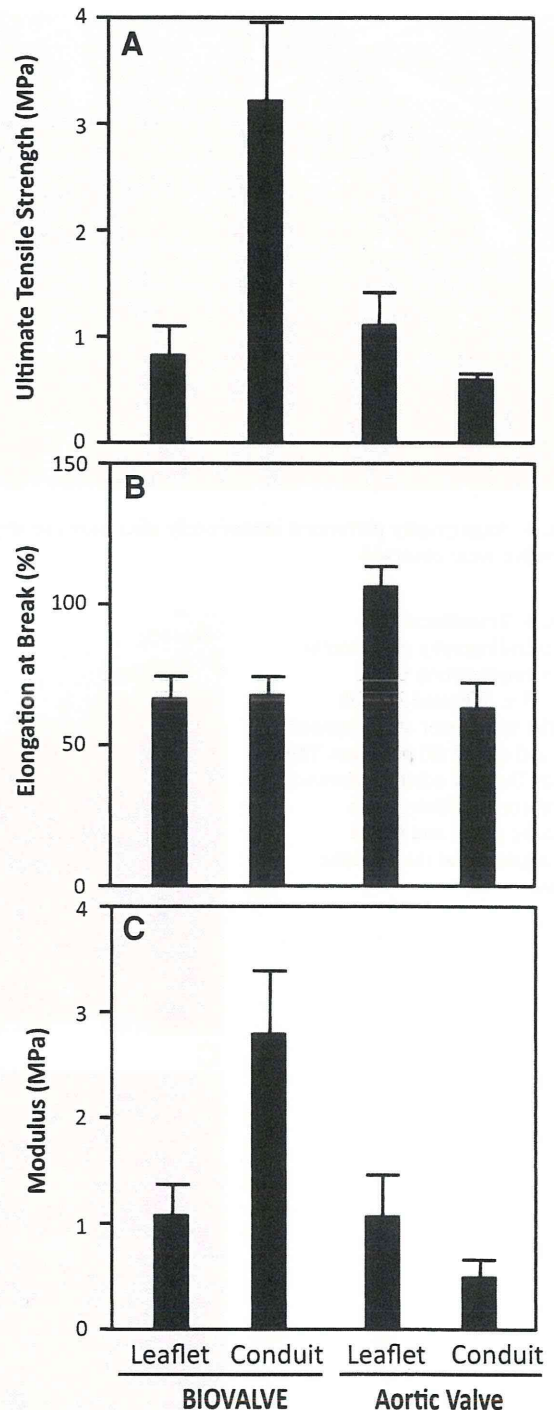 A
Ultimate Tensile Strength (MPa)
4
3
2
1
0
B
Elongation at Break (%)
150
100
50
0
C
Modulus (MPa)
4
3
2
1
0
Leaflet Conduit Leaflet Conduit
BIOVALVE Aortic Valve